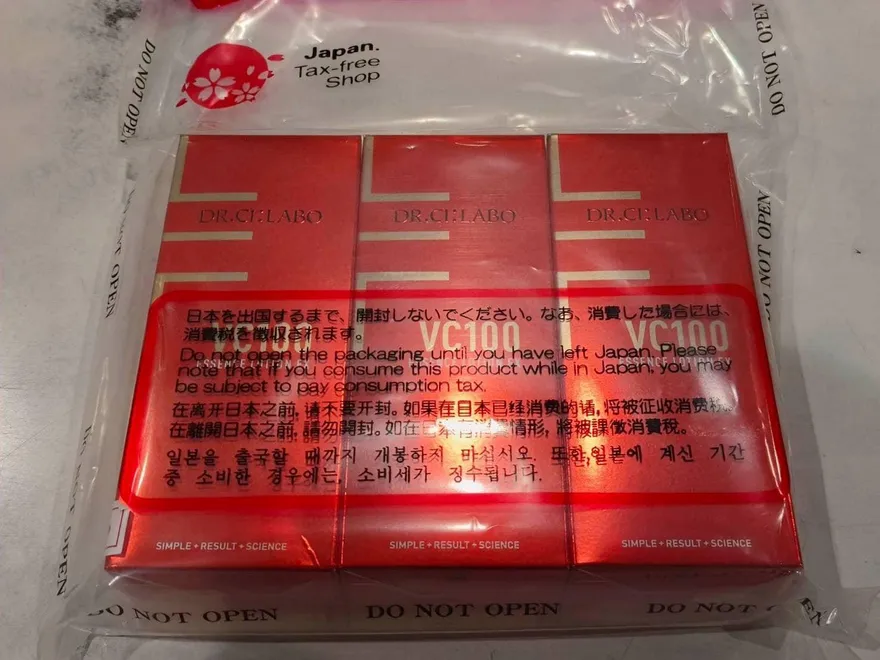 Japan.
Tax-free
Shop
DO NOT OPEN
DO NOT OPEN
DR.CI:LABO
DR.CI:LABO
DR.CI:LABO
DO NOT OPEN
VC100
VC100
VC100
ESSENCE LOTION EX
日本を出国するまで、開封しないでください。なお、消費した場合には、
消費税を徴収されます。
Do not open the packaging until you have left Japan. Please
note that if you consume this product while in Japan, you may
be subject to pay consumption tax.
在离开日本之前，请不要开封。如果在日本已经消费的话，将被征收消费税。
在離開日本之前，請勿開封。如在日本有消費情形，將被課徵消費稅。
일본을 출국할 때까지 개봉하지 마십시오. 또한,일본에 계신 기간
중 소비한 경우에는, 소비세가 징수됩니다.
SIMPLE + RESULT + SCIENCE
SIMPLE + RESULT + SCIENCE
SIMPLE + RESULT + SCIENCE
DO NOT OPEN
DO NOT OPEN
DO NOT